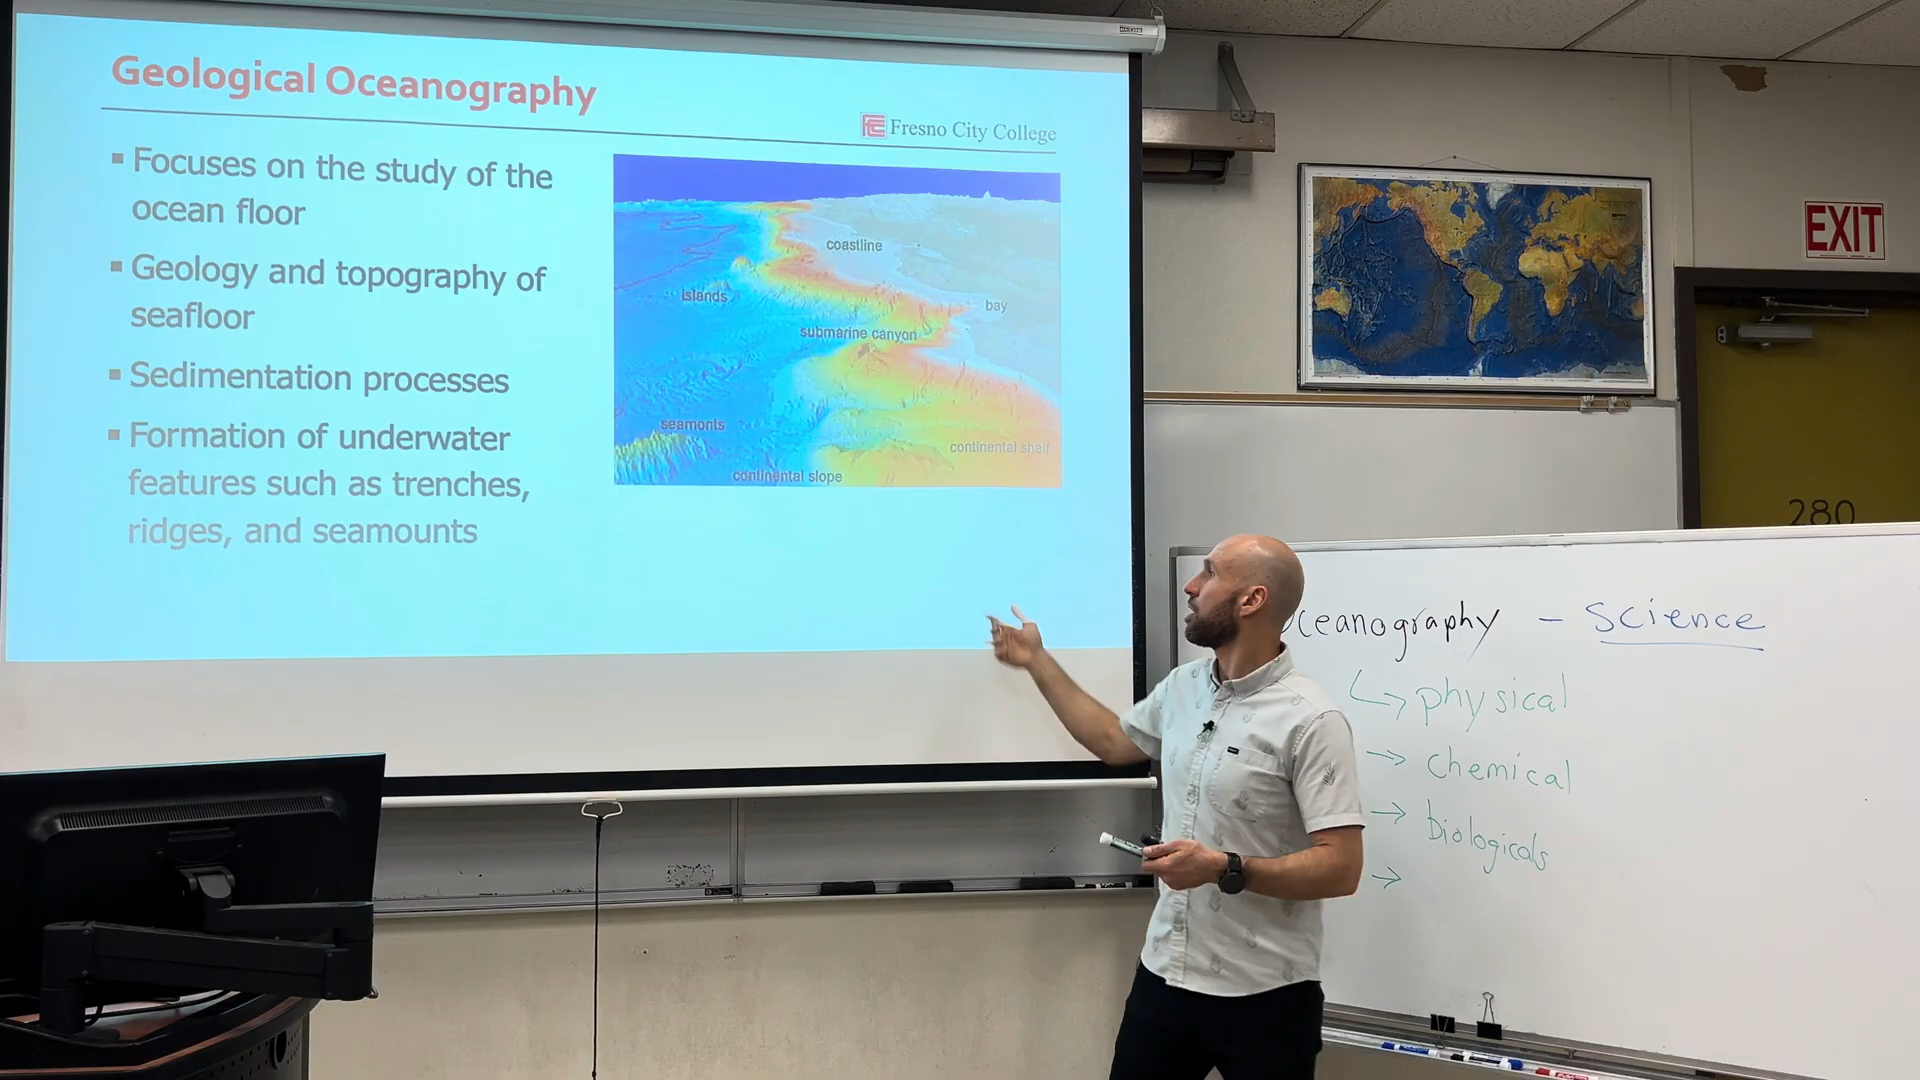 Geological Oceanography
Fresno City College
▪ Focuses on the study of the
ocean floor
▪ Geology and topography of
seafloor
▪ Sedimentation processes
▪ Formation of underwater
features such as trenches,
ridges, and seamounts
coastline
islands
bay
submarine canyon
seamonts
continental shelf
continental slope
EXIT
280
Oceanography - Science
physical
chemical
biologicals